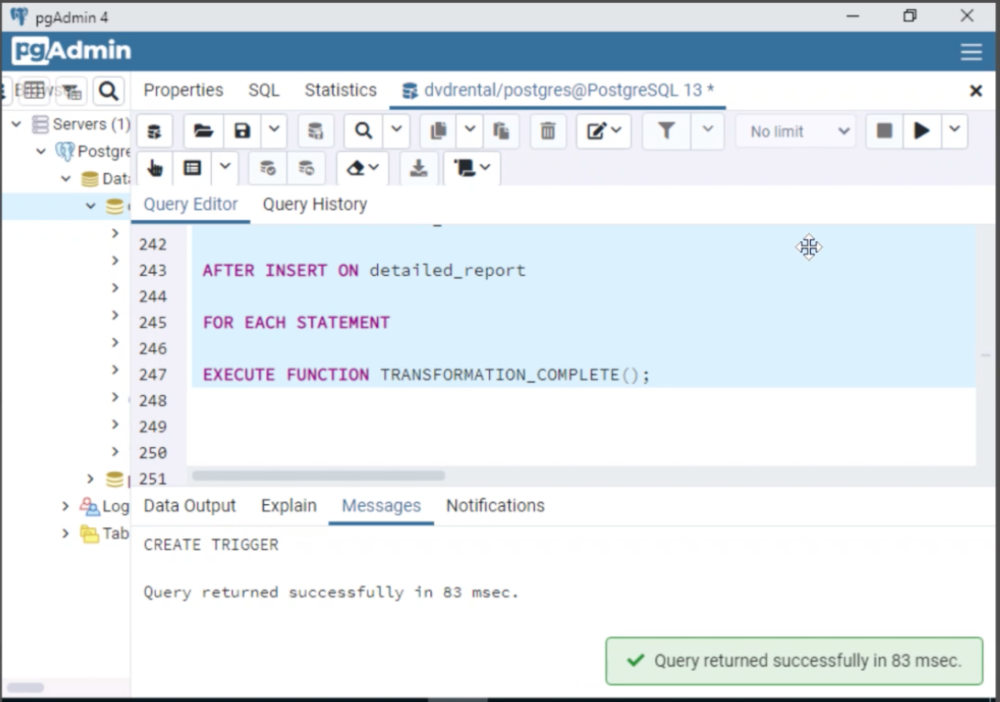 pgAdmin 4
pgAdmin
Properties SQL Statistics dvdrental/postgres@PostgreSQL 13 *
Servers (1)
Postgre
Data
No limit
Query Editor Query History
242
243 AFTER INSERT ON detailed_report
244
245 FOR EACH STATEMENT
246
247 EXECUTE FUNCTION TRANSFORMATION_COMPLETE();
248
249
250
251
Log
Tab
Data Output Explain Messages Notifications
CREATE TRIGGER
Query returned successfully in 83 msec.
Query returned successfully in 83 msec.